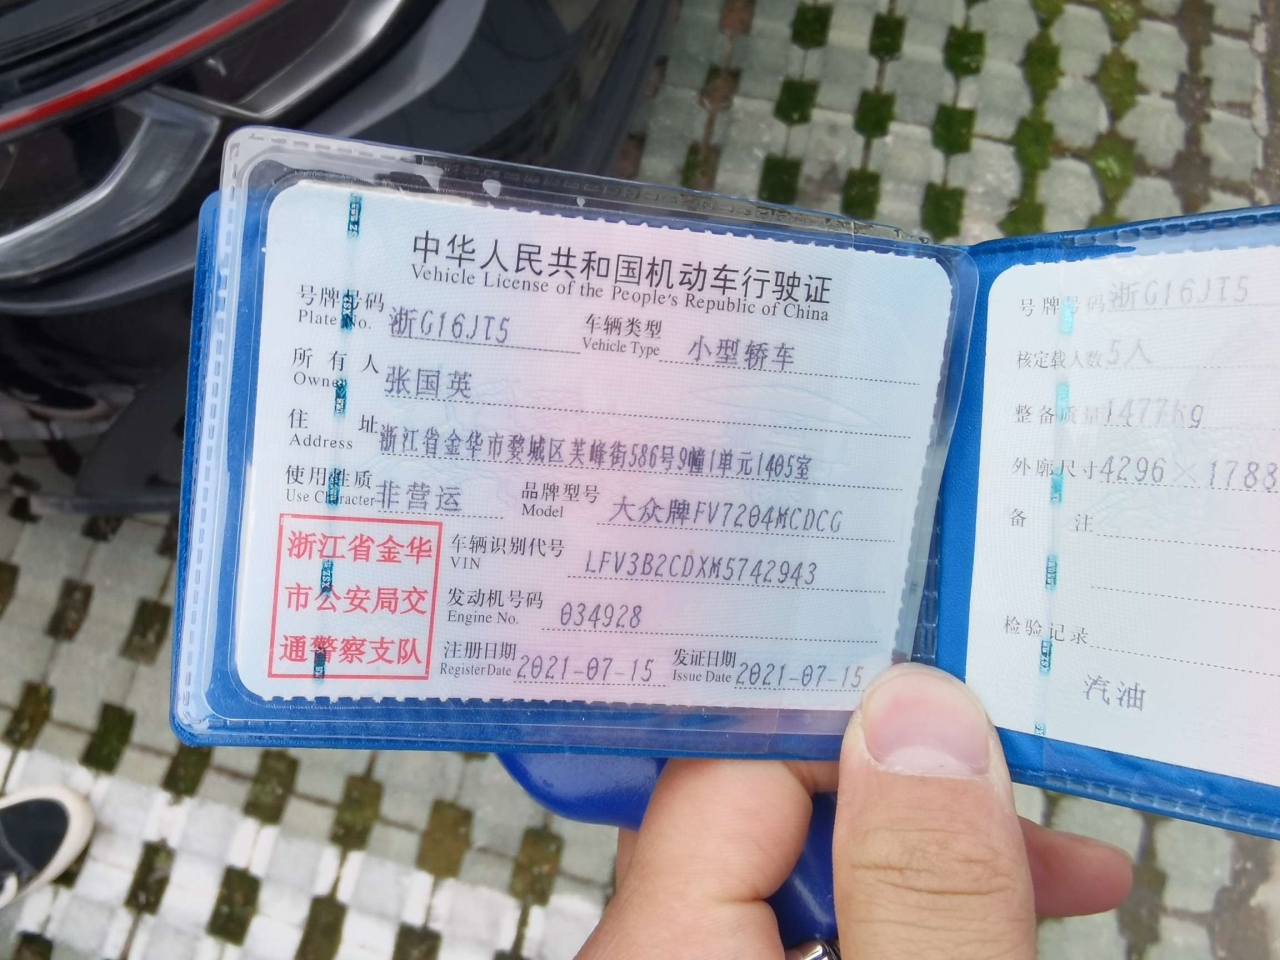 中华人民共和国机动车行驶证
Vehicle License of the People's Republic of China
号牌号码 浙G16JT5 车辆类型 小型轿车
Plate No. Vehicle Type
所有人 张国英
Owner
住址 浙江省金华市婺城区芙峰街586号9幢1单元1405室
Address
使用性质 非营运 品牌型号 大众牌FV7204MCDCG
Use Character Model
浙江省金华
市公安局交
通警察支队
车辆识别代号 LFV3B2CDXM5742943
VIN
发动机号码 034928
Engine No.
注册日期 2021-07-15 发证日期 2021-07-15
Register Date Issue Date
号牌号码 浙G16JT5
核定载人数 5人
整备质量 1477kg
外廓尺寸 4296×1788
备注
检验记录
汽油